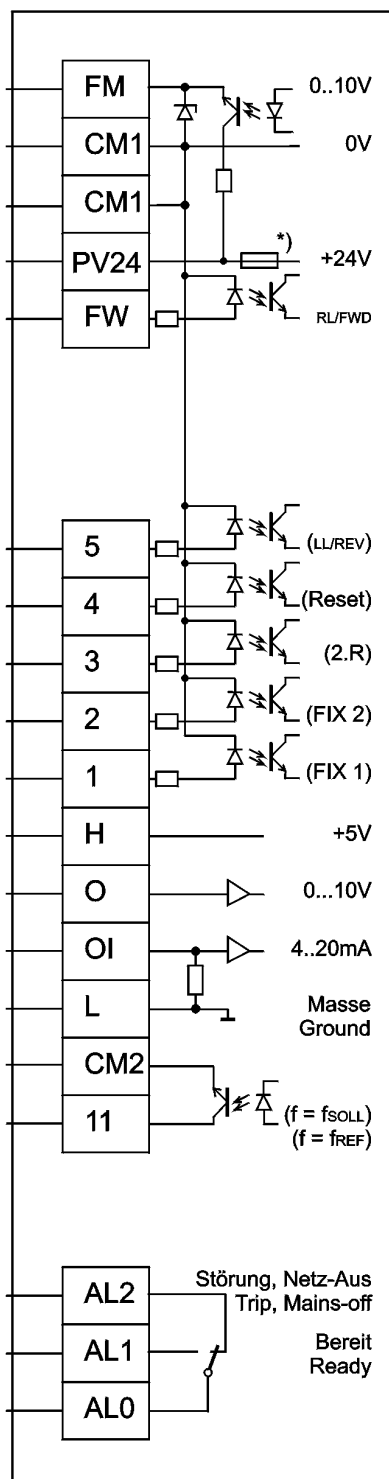 FM 0..10V
CM1 0V
CM1
*)
PV24 +24V
FW RL/FWD
5 (LL/REV)
4 (Reset)
3 (2.R)
2 (FIX 2)
1 (FIX 1)
H +5V
O 0...10V
OI 4..20mA
L Masse
Ground
CM2
11 (f = fSOLL)
(f = fREF)
AL2 Störung, Netz-Aus
Trip, Mains-off
AL1 Bereit
Ready
AL0